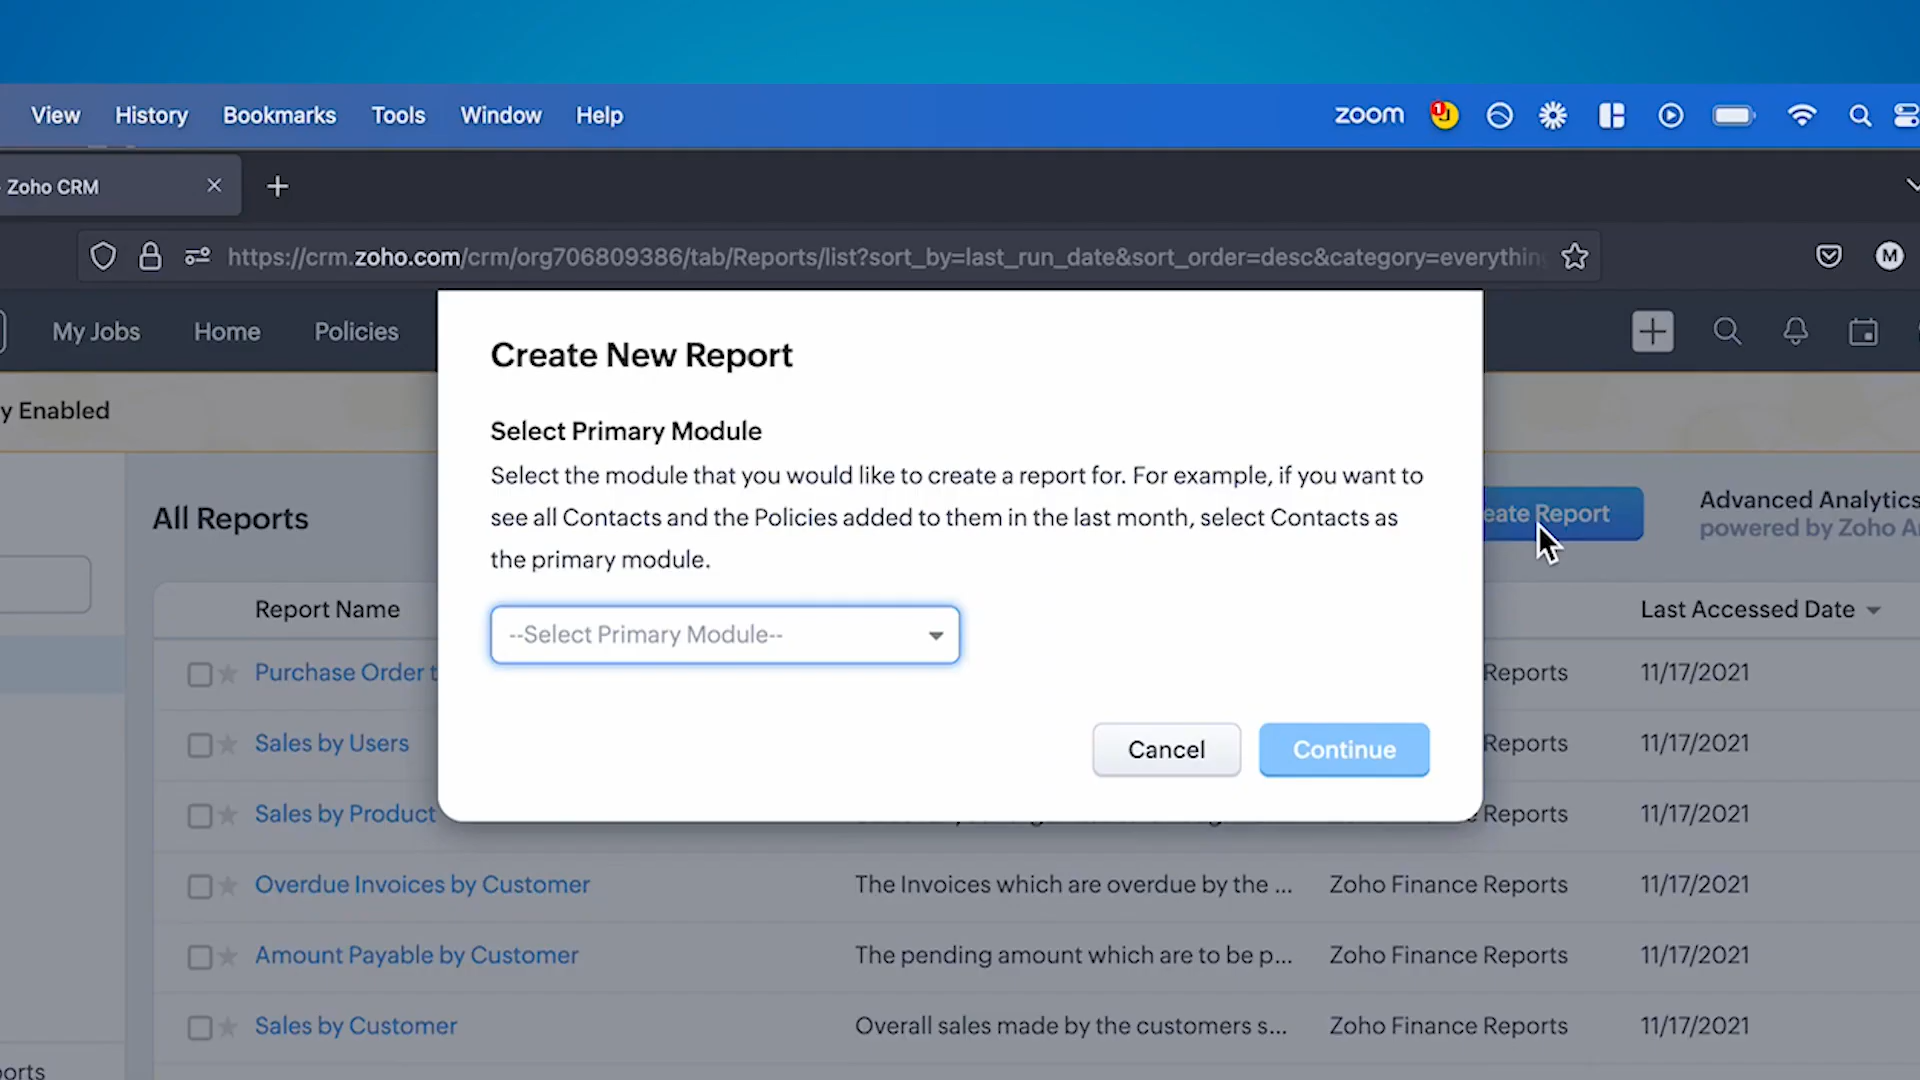 View History Bookmarks Tools Window Help zoom 1
Zoho CRM
https://crm.zoho.com/crm/org706809386/tab/Reports/list?sort_by=last_run_date&sort_order=desc&category=everythin
M
My Jobs Home Policies
y Enabled
Create New Report
Select Primary Module
Select the module that you would like to create a report for. For example, if you want to
see all Contacts and the Policies added to them in the last month, select Contacts as
the primary module.
--Select Primary Module--
Cancel Continue
All Reports
eate Report
Advanced Analytics
powered by Zoho A
Report Name Last Accessed Date
Purchase Order t Reports 11/17/2021
Sales by Users Reports 11/17/2021
Sales by Product Reports 11/17/2021
Overdue Invoices by Customer The Invoices which are overdue by the ... Zoho Finance Reports 11/17/2021
Amount Payable by Customer The pending amount which are to be p... Zoho Finance Reports 11/17/2021
Sales by Customer Overall sales made by the customers s... Zoho Finance Reports 11/17/2021
orts